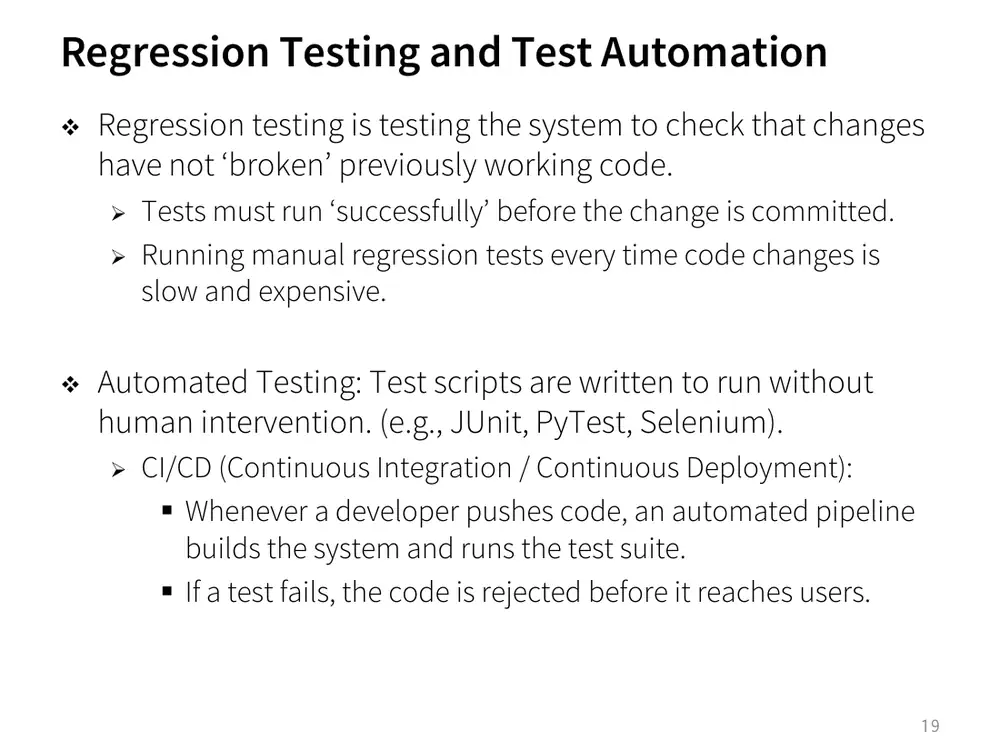 Regression Testing and Test Automation
❖ Regression testing is testing the system to check that changes
have not ‘broken’ previously working code.
➢ Tests must run ‘successfully’ before the change is committed.
➢ Running manual regression tests every time code changes is
slow and expensive.
❖ Automated Testing: Test scripts are written to run without
human intervention. (e.g., JUnit, PyTest, Selenium).
➢ CI/CD (Continuous Integration / Continuous Deployment):
▪ Whenever a developer pushes code, an automated pipeline
builds the system and runs the test suite.
▪ If a test fails, the code is rejected before it reaches users.
19